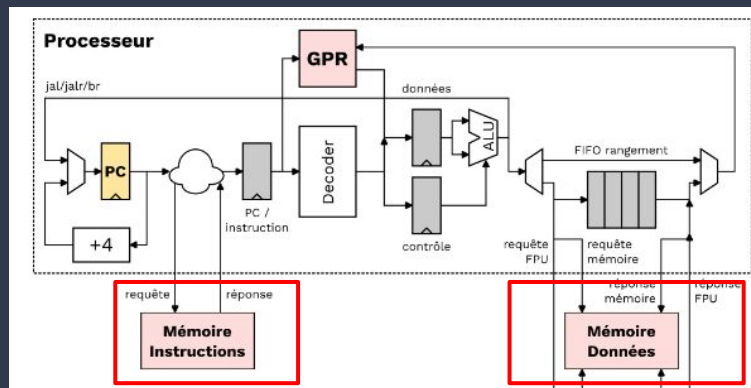 Processeur
GPR
jal/jalr/br
données
PC
Decoder
ALU
FIFO rangement
PC /
instruction
+4
contrôle
requête
FPU
requête
mémoire
réponse
mémoire
réponse
FPU
requête
réponse
Mémoire
Instructions
Mémoire
Données